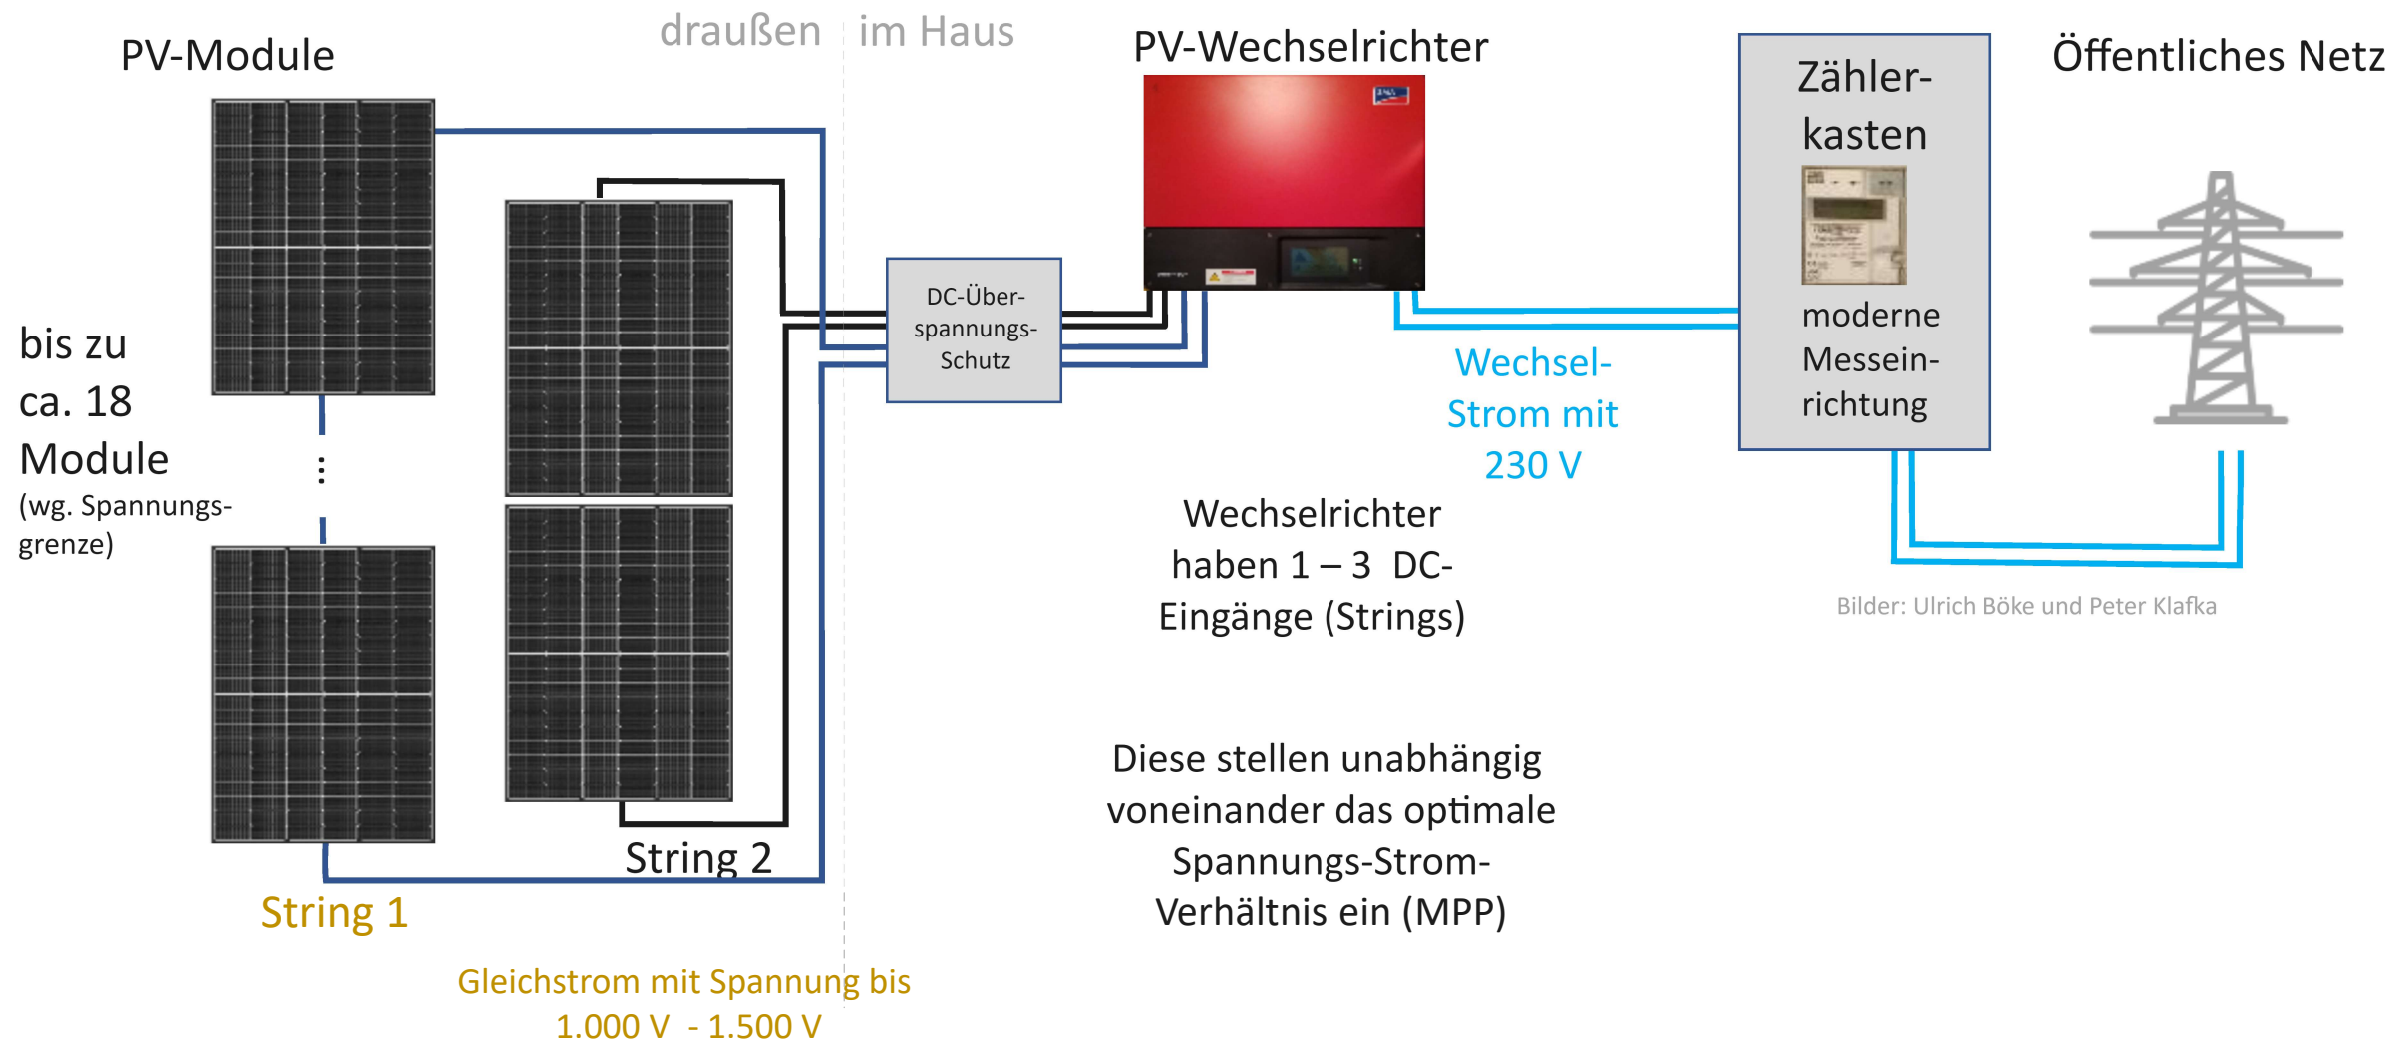 draußen
im Haus
PV-Module
PV-Wechselrichter
Zähler-
kasten
Öffentliches Netz
SMA
DC-Über-
spannungs-
Schutz
moderne
Messein-
richtung
bis zu
ca. 18
Module
(wg. Spannungs-
grenze)
Wechsel-
Strom mit
230 V
Wechselrichter
haben 1 – 3 DC-
Eingänge (Strings)
Bilder: Ulrich Böke und Peter Klafka
Diese stellen unabhängig
voneinander das optimale
Spannungs-Strom-
Verhältnis ein (MPP)
String 2
String 1
Gleichstrom mit Spannung bis
1.000 V - 1.500 V